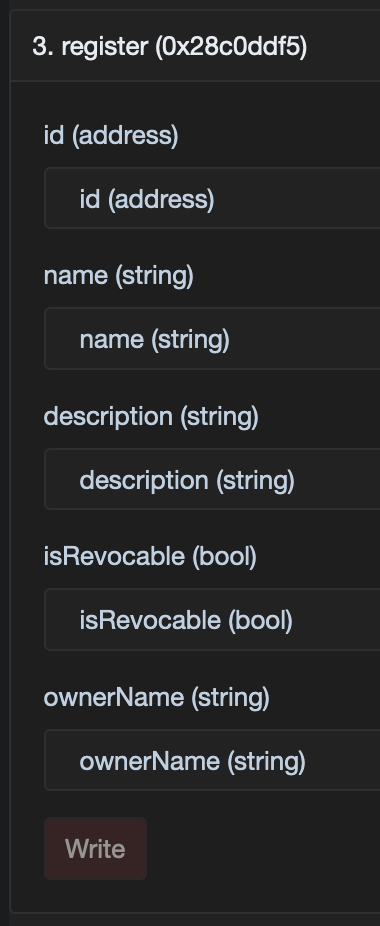 3. register (0x28c0ddf5)
id (address)
id (address)
name (string)
name (string)
description (string)
description (string)
isRevocable (bool)
isRevocable (bool)
ownerName (string)
ownerName (string)
Write